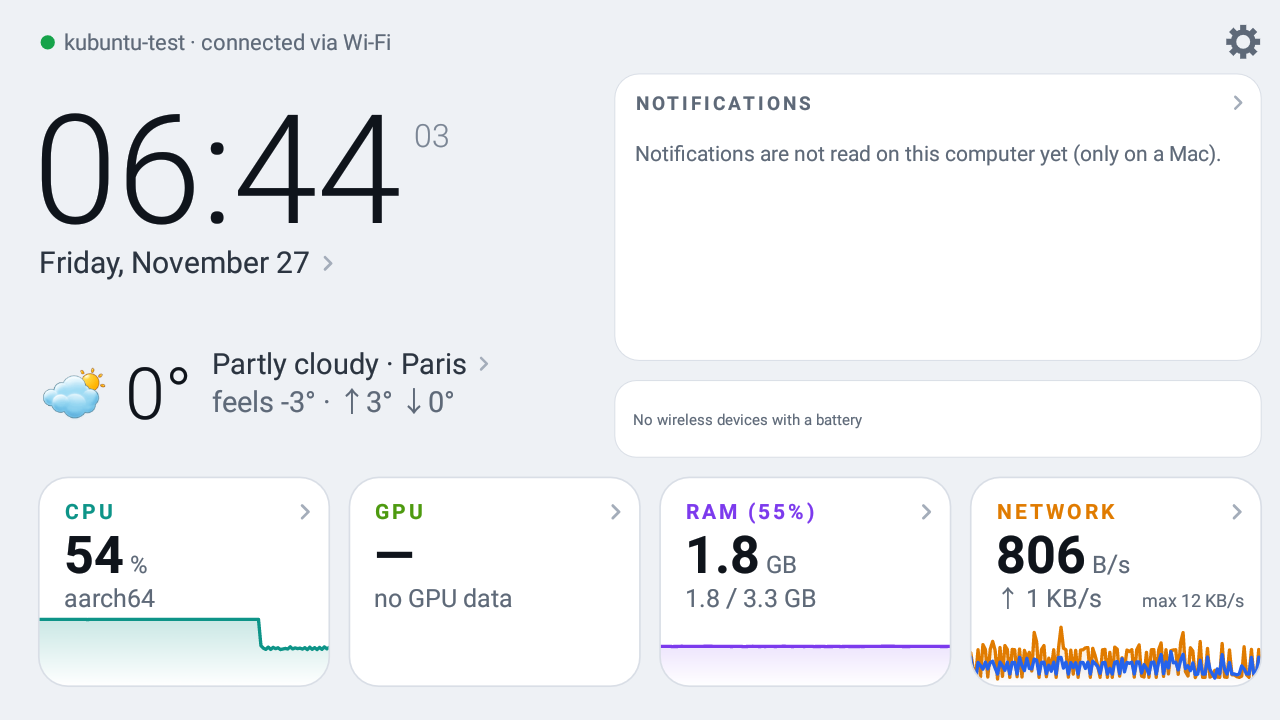 kubuntu-test · connected via Wi-Fi
06:44 03
Friday, November 27
0°
Partly cloudy · Paris
feels -3° · ↑3° ↓0°
NOTIFICATIONS
Notifications are not read on this computer yet (only on a Mac).
No wireless devices with a battery
CPU
54 %
aarch64
GPU
—
no GPU data
RAM (55%)
1.8 GB
1.8 / 3.3 GB
NETWORK
806 B/s
↑ 1 KB/s max 12 KB/s